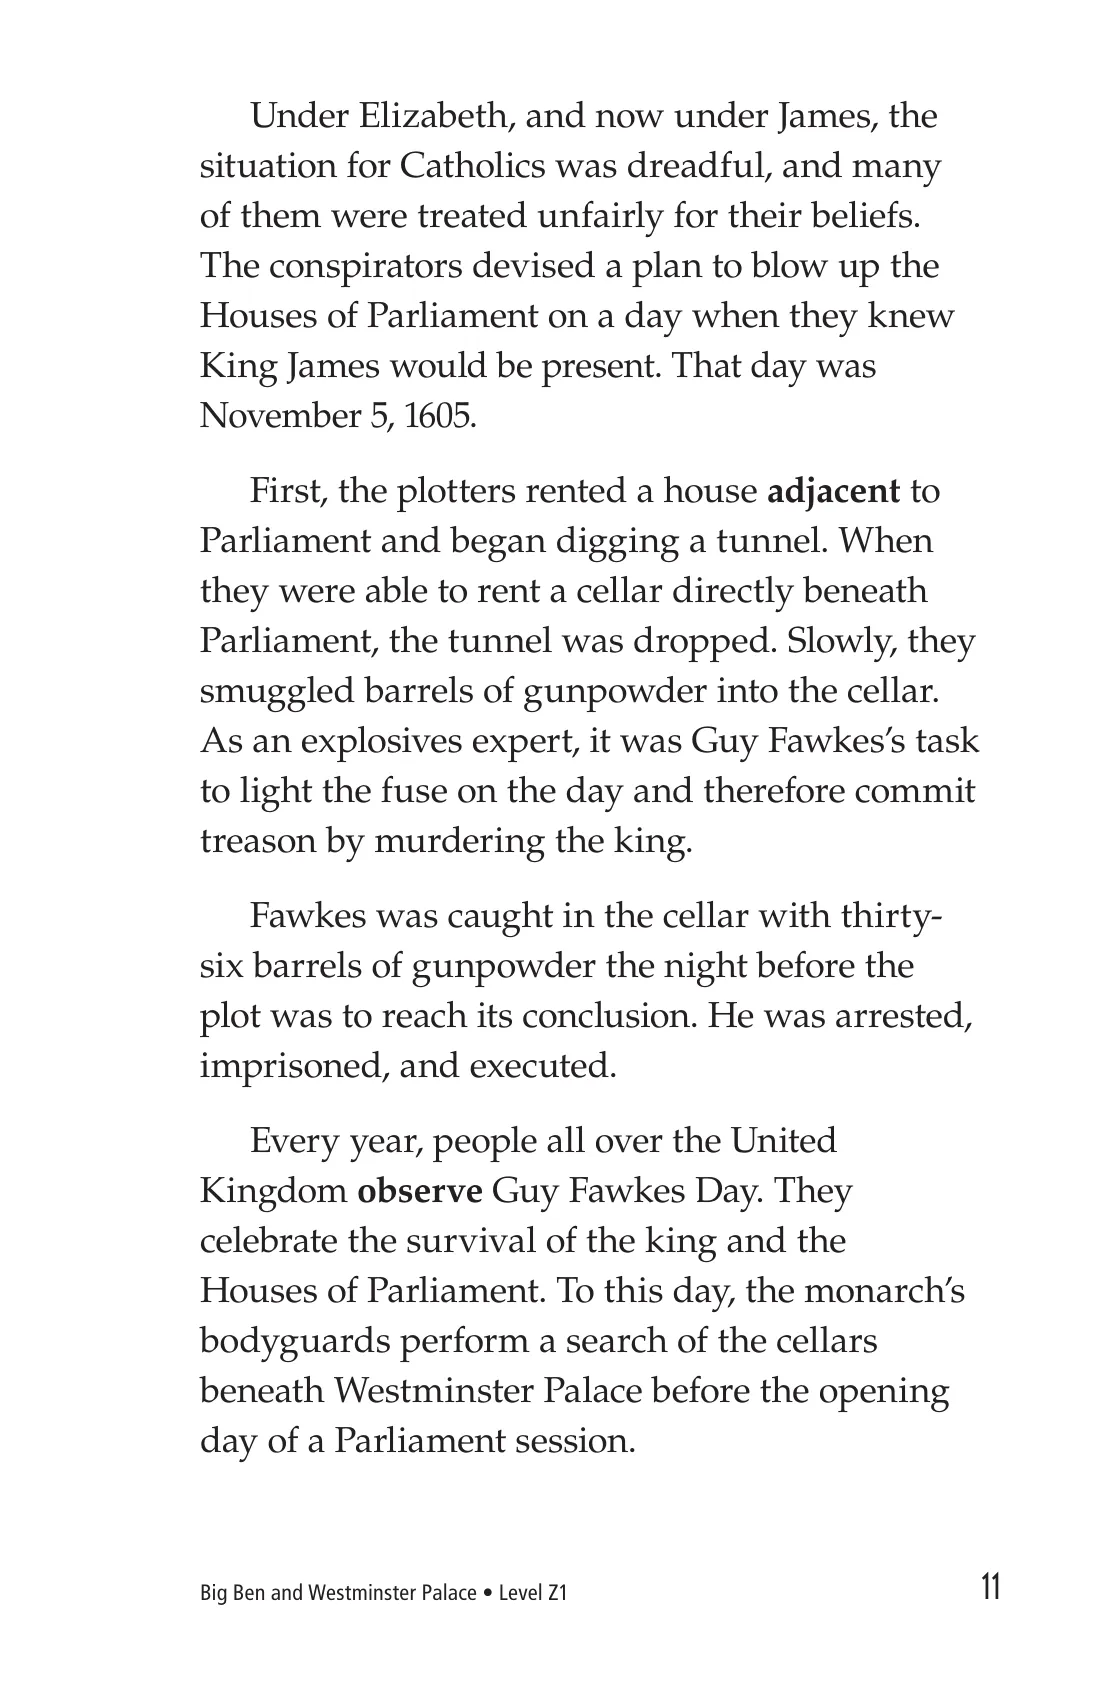 Under Elizabeth, and now under James, the
situation for Catholics was dreadful, and many
of them were treated unfairly for their beliefs.
The conspirators devised a plan to blow up the
Houses of Parliament on a day when they knew
King James would be present. That day was
November 5, 1605.
First, the plotters rented a house adjacent to
Parliament and began digging a tunnel. When
they were able to rent a cellar directly beneath
Parliament, the tunnel was dropped. Slowly, they
smuggled barrels of gunpowder into the cellar.
As an explosives expert, it was Guy Fawkes’s task
to light the fuse on the day and therefore commit
treason by murdering the king.
Fawkes was caught in the cellar with thirty-
six barrels of gunpowder the night before the
plot was to reach its conclusion. He was arrested,
imprisoned, and executed.
Every year, people all over the United
Kingdom observe Guy Fawkes Day. They
celebrate the survival of the king and the
Houses of Parliament. To this day, the monarch’s
bodyguards perform a search of the cellars
beneath Westminster Palace before the opening
day of a Parliament session.
Big Ben and Westminster Palace • Level Z1
11